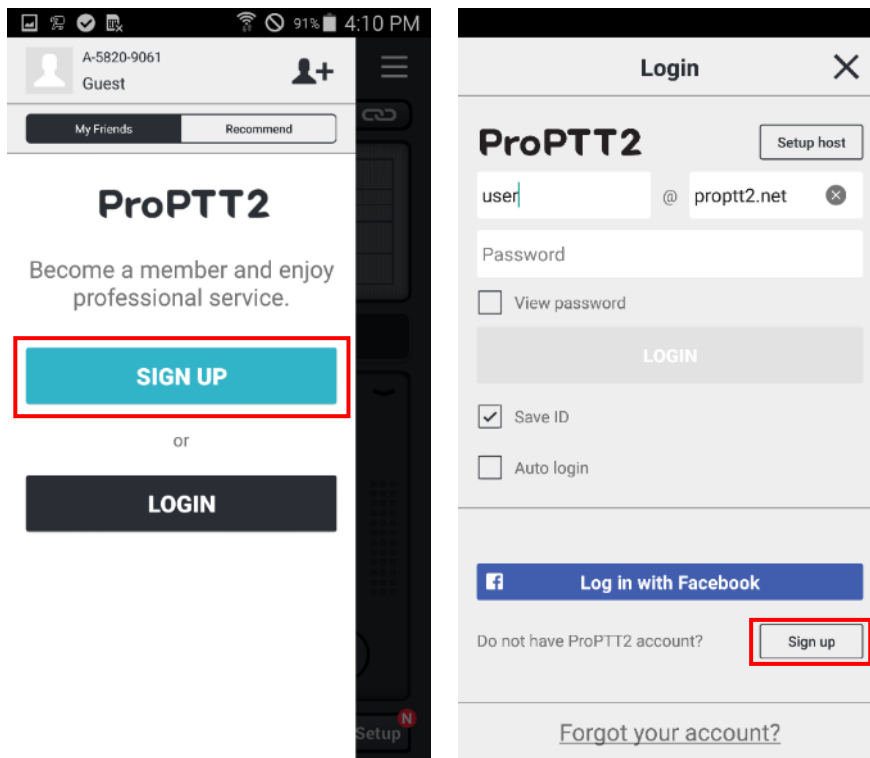 91% 4:10 PM
A-5820-9061
Guest
My Friends Recommend
ProPTT2
Become a member and enjoy
professional service.
SIGN UP
or
LOGIN
Setup
N
Login
ProPTT2
Setup host
user @ proptt2.net
Password
View password
LOGIN
Save ID
Auto login
Log in with Facebook
Do not have ProPTT2 account? Sign up
Forgot your account?